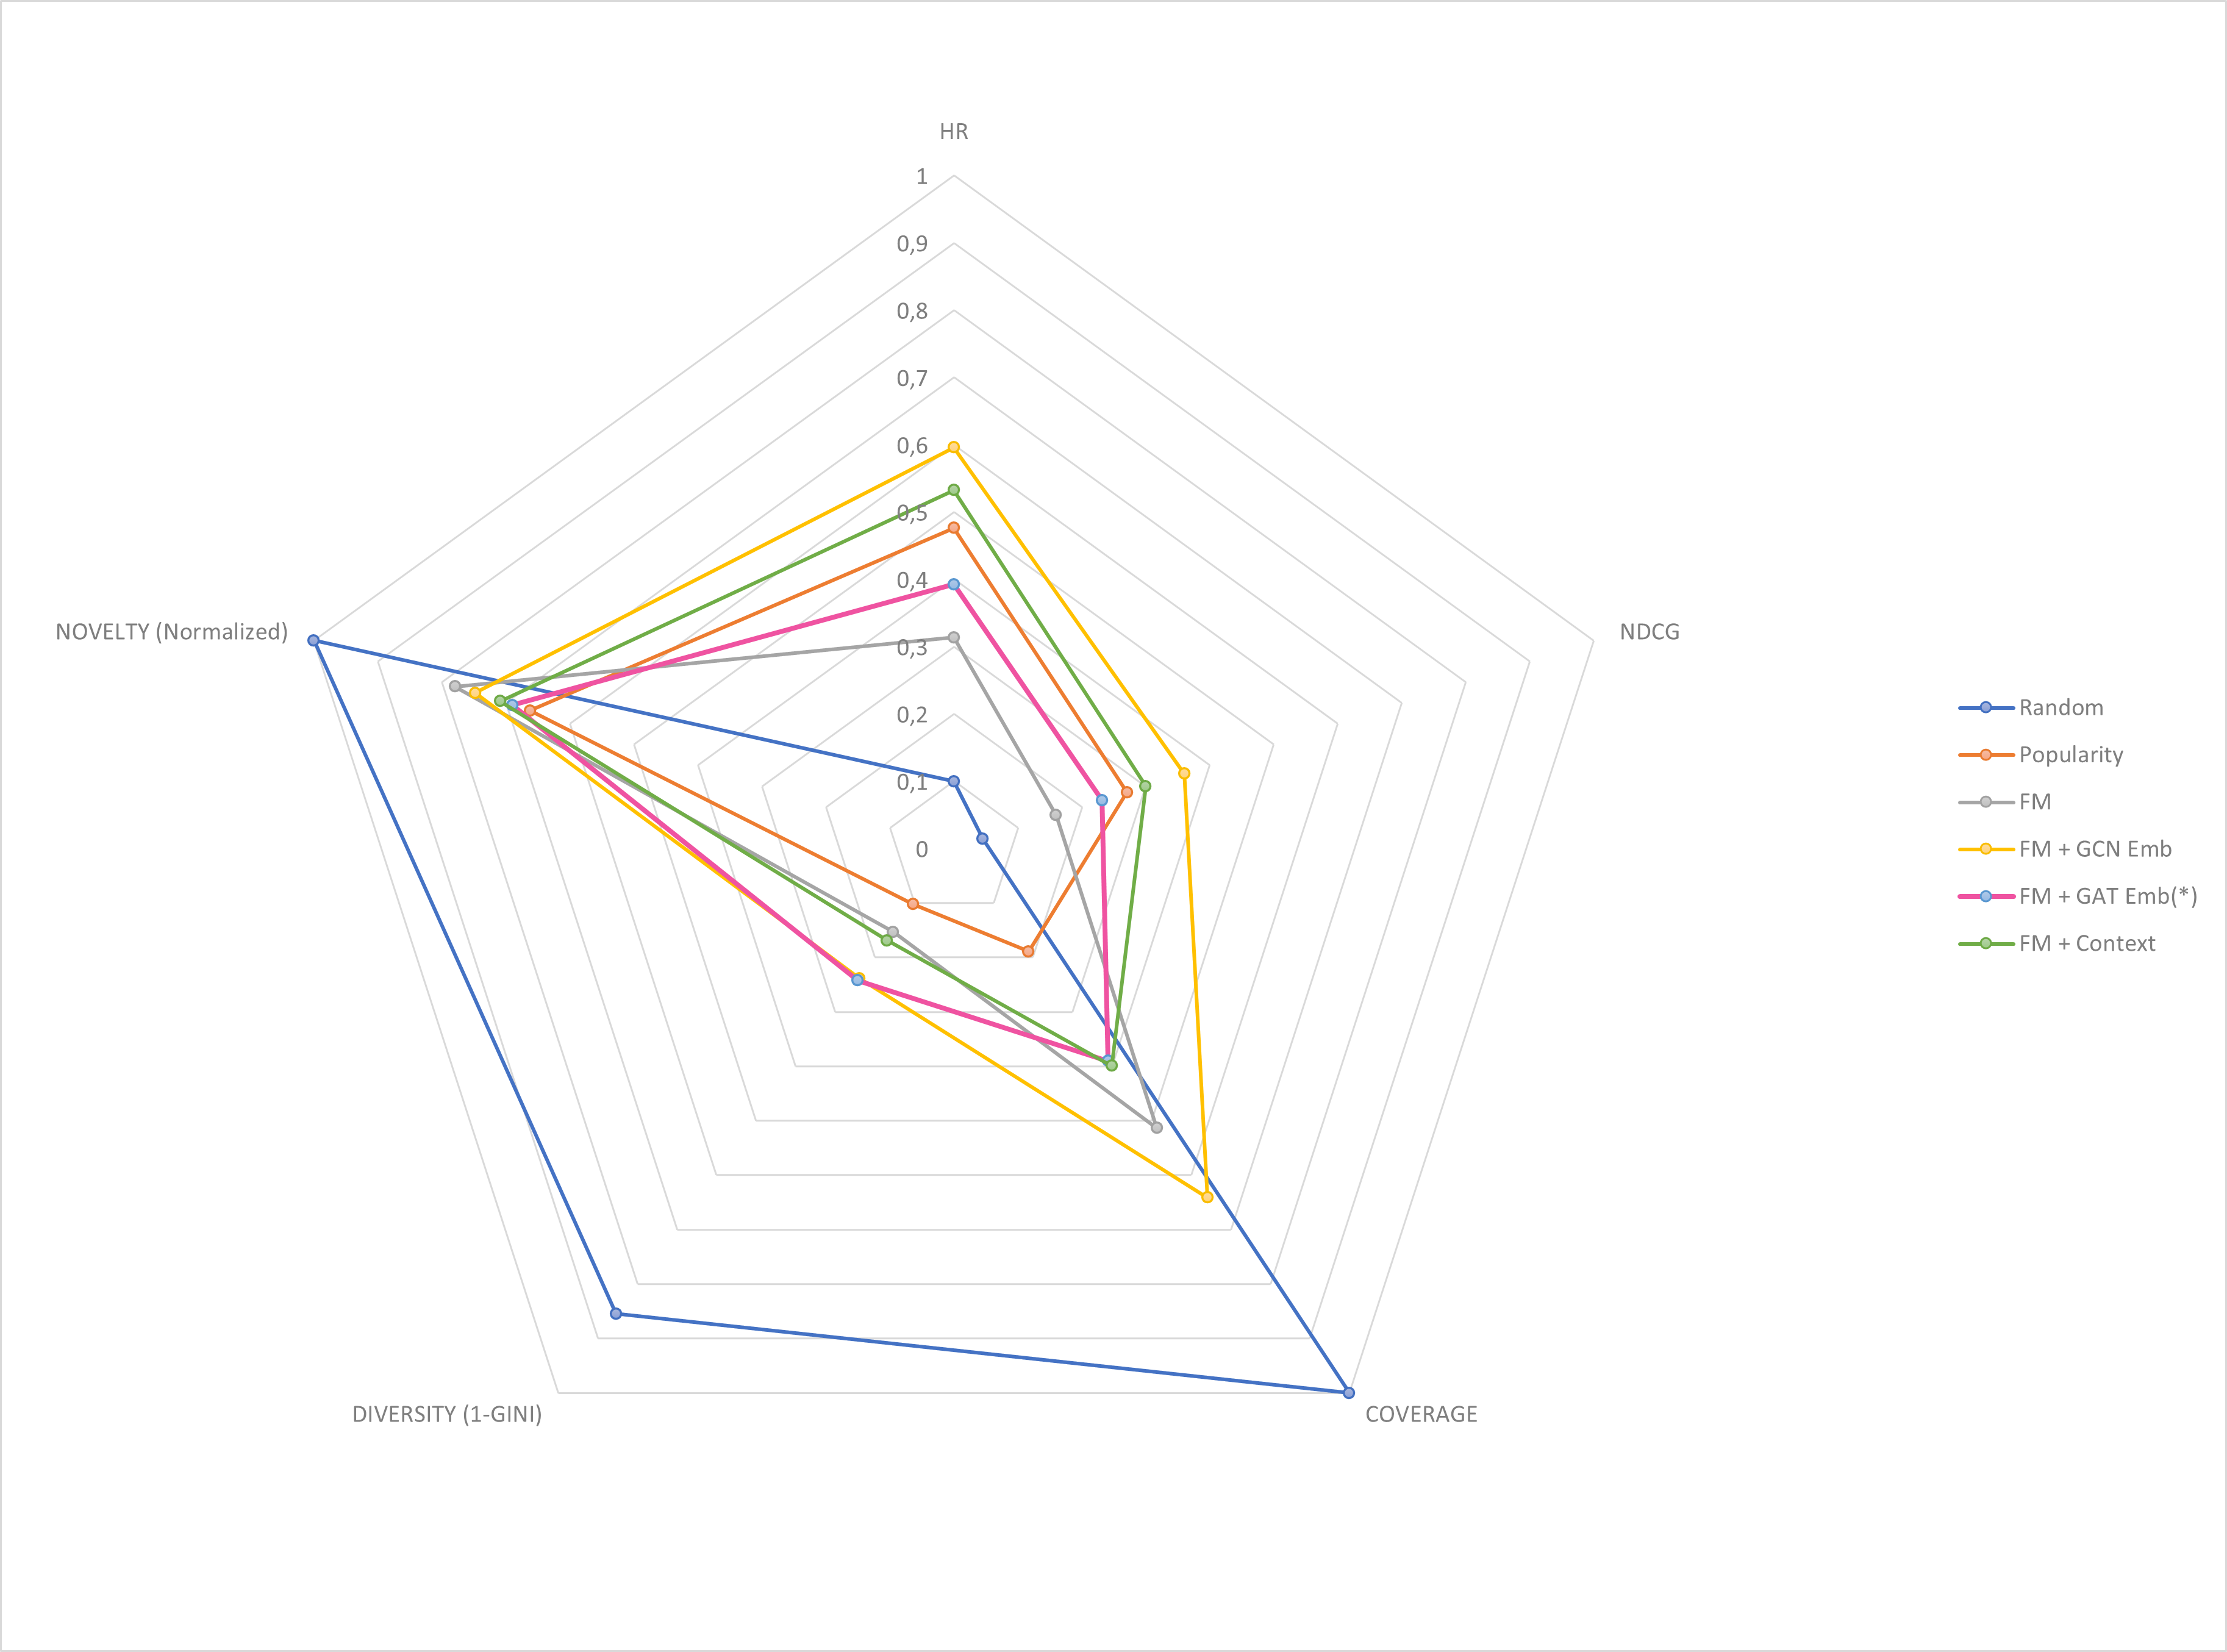 HR
1
0,9
0,8
0,7
0,6
0,5
0,4
0,3
0,2
0,1
0
NOVELTY (Normalized)
NDCG
DIVERSITY (1-GINI)
COVERAGE
Random
Popularity
FM
FM + GCN Emb
FM + GAT Emb(*)
FM + Context